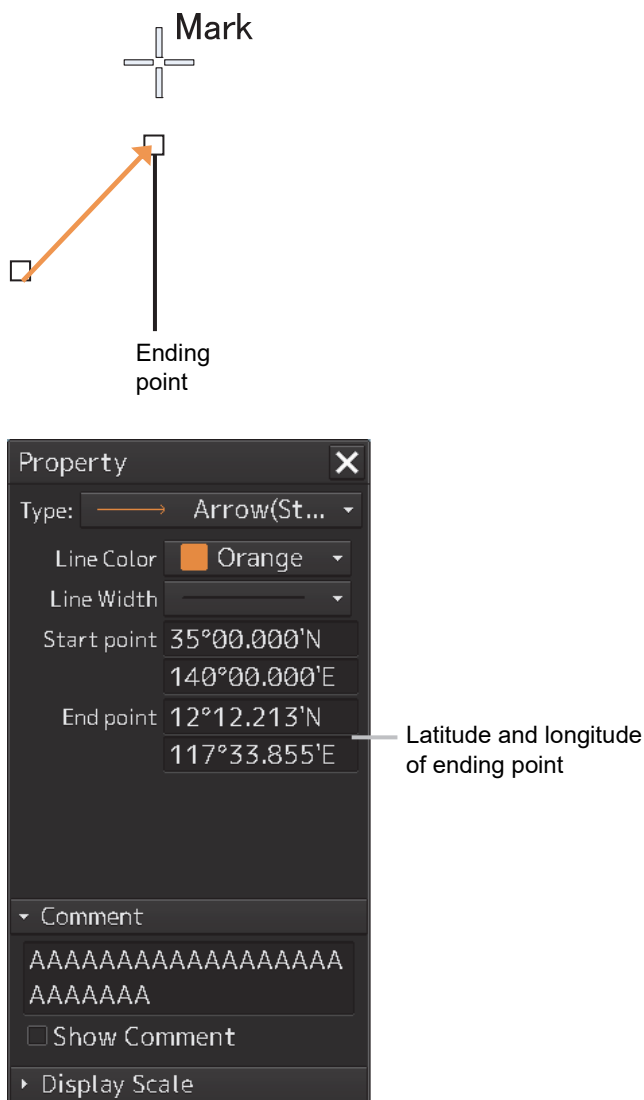 Mark
Ending
point
Property
Type: Arrow(St...
Line Color Orange
Line Width
Start point 35°00.000'N
140°00.000'E
End point 12°12.213'N
117°33.855'E
Latitude and longitude
of ending point
Comment
AAAAAAAAAAAAAAAAAA
AAAAAAA
Show Comment
Display Scale